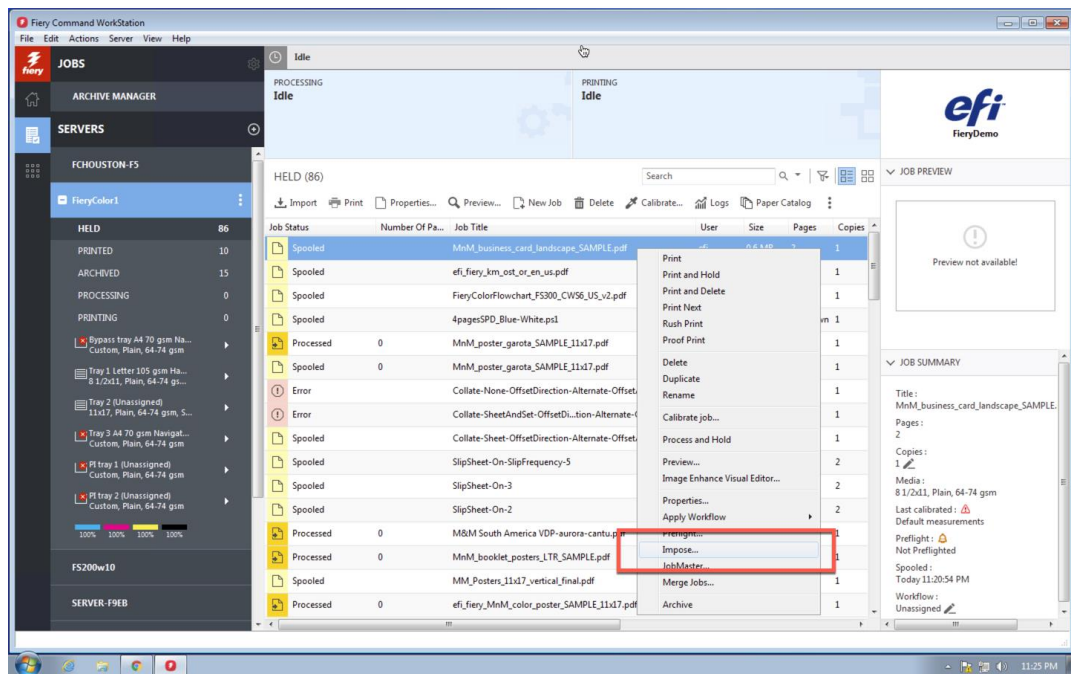 Fiery Command WorkStation
File Edit Actions Server View Help
fiery
JOBS
Idle
ARCHIVE MANAGER
PROCESSING
Idle
PRINTING
Idle
efi
FieryDemo
SERVERS
FCHOUSTON-F5
FieryColor1
HELD (86)
Search
JOB PREVIEW
Import Print Properties... Preview... New Job Delete Calibrate... Logs Paper Catalog
Job Status Number Of Pa... Job Title User Size Pages Copies
HELD 86
PRINTED 10
ARCHIVED 15
PROCESSING 0
PRINTING 0
Bypass tray A4 70 gsm Na...
Custom, Plain, 64-74 gsm
Tray 1 Letter 105 gsm Ha...
8 1/2x11, Plain, 64-74 gs...
Tray 2 (Unassigned)
11x17, Plain, 64-74 gsm, S...
Tray 3 A4 70 gsm Navigat...
Custom, Plain, 64-74 gsm
PI tray 1 (Unassigned)
Custom, Plain, 64-74 gsm
PI tray 2 (Unassigned)
Custom, Plain, 64-74 gsm
100% 100% 100% 100%
FS200w10
SERVER-F9EB
Spooled MnM_business_card_landscape_SAMPLE.pdf efi 0.6 MB 2 1
Spooled efi_fiery_km_ost_or_en_us.pdf 1
Spooled FieryColorFlowchart_FS300_CWS6_US_v2.pdf 1
Spooled 4pagesSPD_Blue-White.ps1 wn 1
Processed 0 MnM_poster_garota_SAMPLE_11x17.pdf 1
Spooled 0 MnM_poster_garota_SAMPLE_11x17.pdf 1
Error Collate-None-OffsetDirection-Alternate-Offset 1
Error Collate-SheetAndSet-OffsetDi...tion-Alternate- 1
Spooled Collate-Sheet-OffsetDirection-Alternate-Offset 1
Spooled SlipSheet-On-SlipFrequency-5 2
Spooled SlipSheet-On-3 2
Spooled SlipSheet-On-2 2
Processed 0 M&M South America VDP-aurora-cantu.pdf 1
Processed 0 MnM_booklet_posters_LTR_SAMPLE.pdf 1
Spooled MM_Posters_11x17_vertical_final.pdf 1
Processed 0 efi_fiery_MnM_color_poster_SAMPLE_11x17.pdf 1
Print
Print and Hold
Print and Delete
Print Next
Rush Print
Proof Print
Delete
Duplicate
Rename
Calibrate job...
Process and Hold
Preview...
Image Enhance Visual Editor...
Properties...
Apply Workflow
Preflight...
Impose...
JobMaster...
Merge Jobs...
Archive
Preview not available!
JOB SUMMARY
Title :
MnM_business_card_landscape_SAMPLE.
Pages :
2
Copies :
1
Media :
8 1/2x11, Plain, 64-74 gsm
Last calibrated :
Default measurements
Preflight :
Not Preflighted
Spooled :
Today 11:20:54 PM
Workflow :
Unassigned
11:25 PM